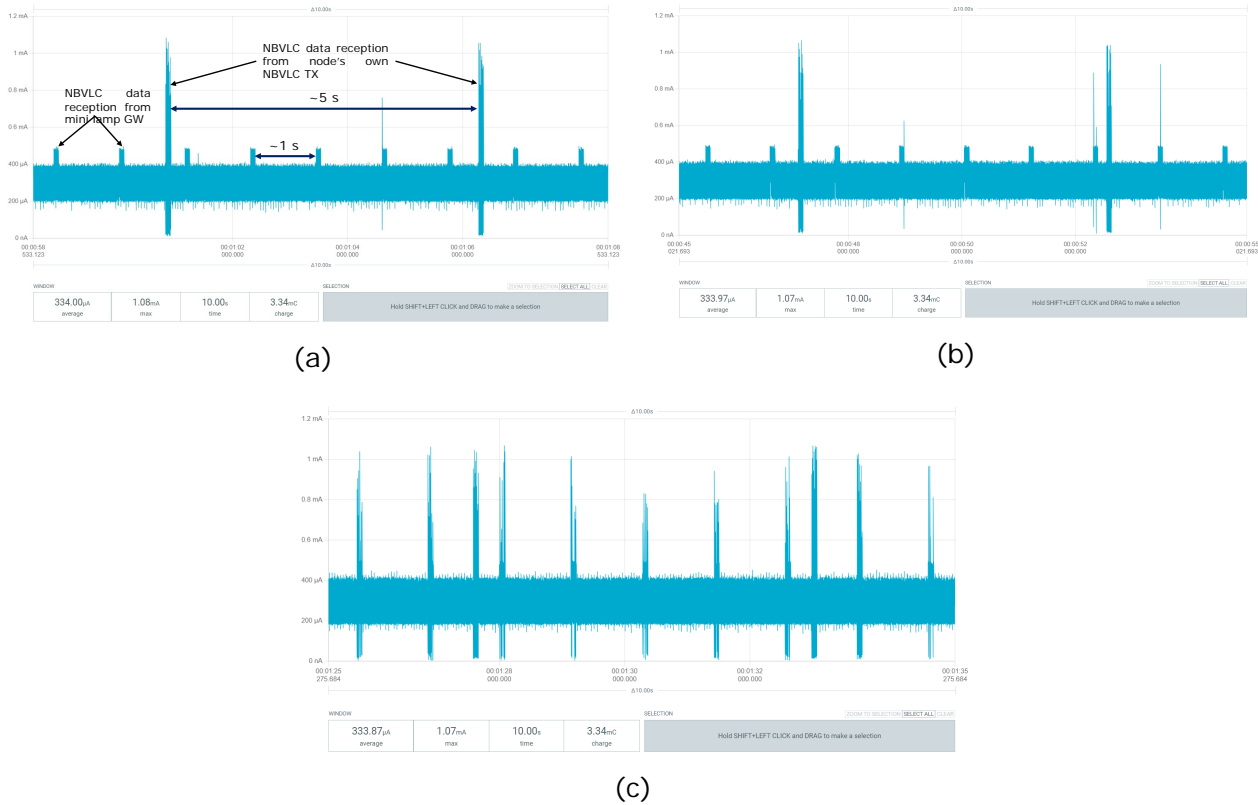 Δ10.00s
1.2 mA
1 mA
0.8 mA
0.6 mA
400 µA
200 µA
0 nA
NBVLC data reception
from node's own
NBVLC TX
NBVLC data
reception from
mini lamp GW
~5 s
~1 s
00:00:58
533.123
00:01:02
000.000
00:01:04
000.000
00:01:06
000.000
00:01:08
533.123
Δ10.00s
WINDOW
334.00µA
average
1.08mA
max
10.00s
time
3.34mC
charge
SELECTION
ZOOM TO SELECTION SELECT ALL CLEAR
Hold SHIFT+LEFT CLICK and DRAG to make a selection
(a)
Δ10.00s
1.2 mA
1 mA
0.8 mA
0.6 mA
400 µA
200 µA
0 nA
00:00:45
021.693
00:00:48
000.000
00:00:50
000.000
00:00:52
000.000
00:00:55
021.693
Δ10.00s
WINDOW
333.97µA
average
1.07mA
max
10.00s
time
3.34mC
charge
SELECTION
ZOOM TO SELECTION SELECT ALL CLEAR
Hold SHIFT+LEFT CLICK and DRAG to make a selection
(b)
Δ10.00s
1.2 mA
1 mA
0.8 mA
0.6 mA
400 µA
200 µA
0 nA
00:01:25
275.684
00:01:28
000.000
00:01:30
000.000
00:01:32
000.000
00:01:35
275.684
Δ10.00s
WINDOW
333.87µA
average
1.07mA
max
10.00s
time
3.34mC
charge
SELECTION
ZOOM TO SELECTION SELECT ALL CLEAR
Hold SHIFT+LEFT CLICK and DRAG to make a selection
(c)